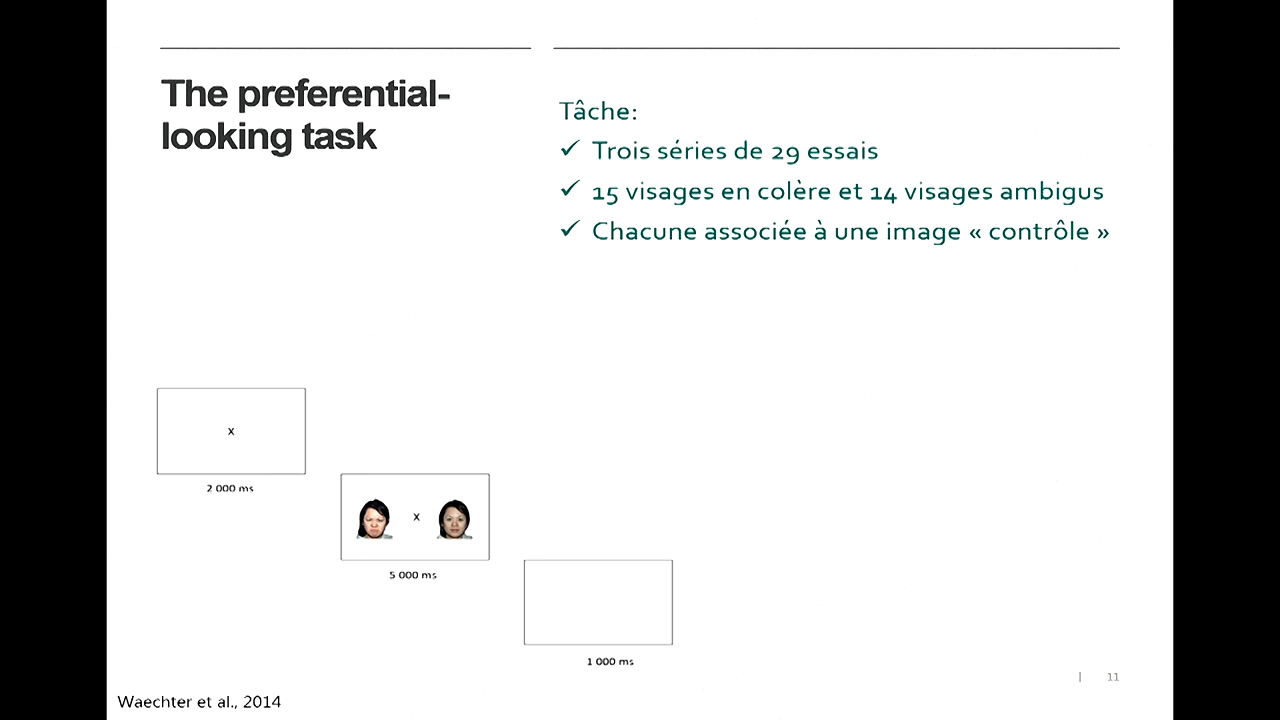 The preferential-
looking task
Tâche:
✓ Trois séries de 29 essais
✓ 15 visages en colère et 14 visages ambigus
✓ Chacune associée à une image « contrôle »
x
2 000 ms
x
5 000 ms
1 000 ms
| 11
Waechter et al., 2014